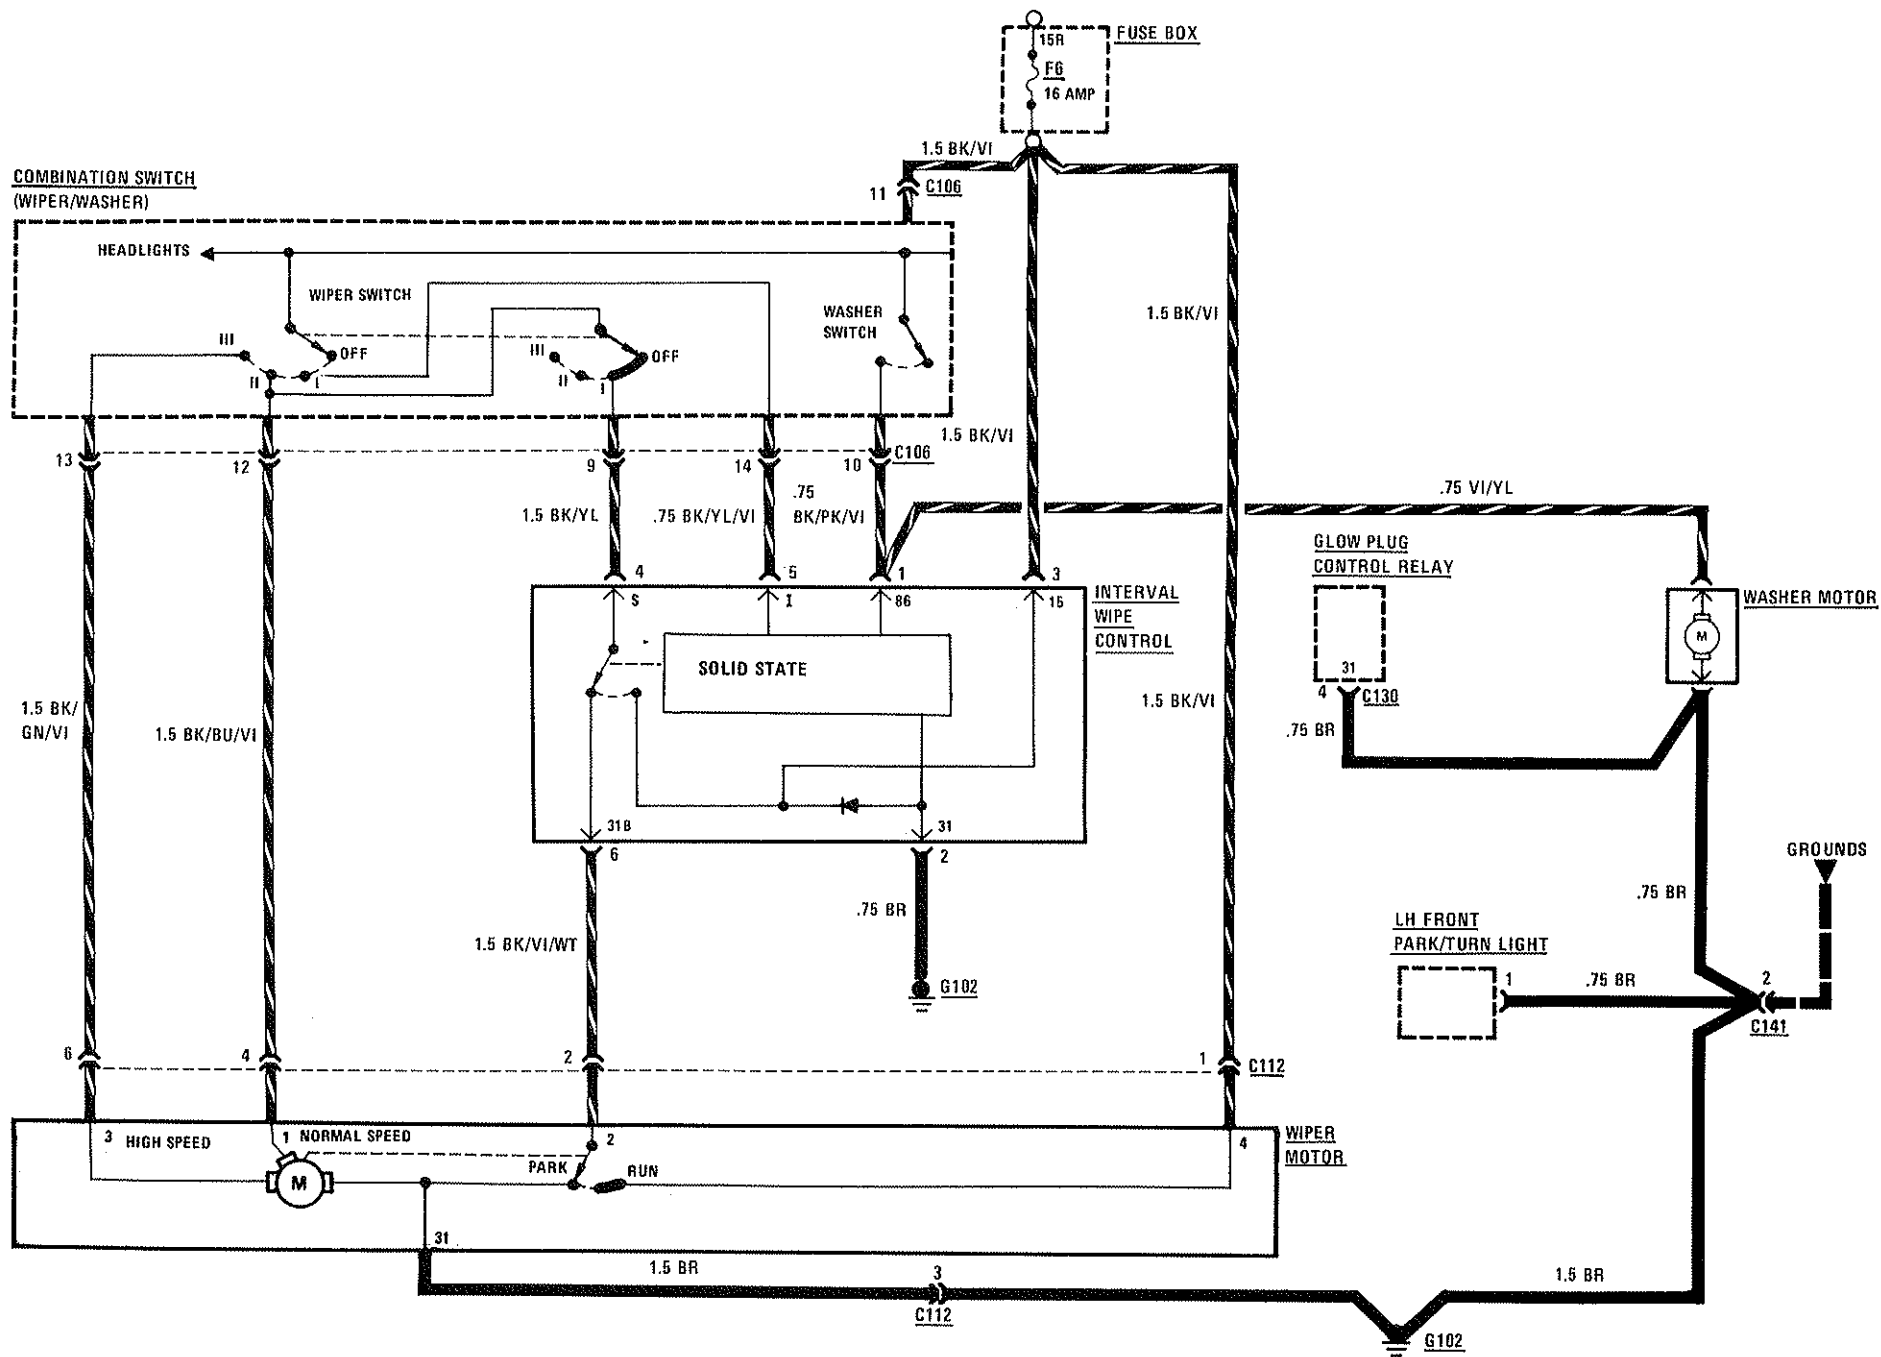 FUSE BOX
15R
F6
16 AMP
1.5 BK/VI
11
C106
COMBINATION SWITCH
(WIPER/WASHER)
HEADLIGHTS
WIPER SWITCH
WASHER
SWITCH
1.5 BK/VI
III
OFF
II
I
III
OFF
II
I
1.5 BK/VI
13
12
9
14
10
C106
1.5 BK/YL
.75 BK/YL/VI
.75
BK/PK/VI
.75 VI/YL
GLOW PLUG
CONTROL RELAY
4
5
1
3
S
I
86
15
INTERVAL
WIPE
CONTROL
WASHER MOTOR
M
SOLID STATE
31
4
C130
.75 BR
1.5 BK/
GN/VI
1.5 BK/BU/VI
1.5 BK/VI
31B
31
6
2
GROUNDS
.75 BR
.75 BR
1.5 BK/VI/WT
G102
LH FRONT
PARK/TURN LIGHT
1
.75 BR
2
C141
6
4
2
1
C112
3
HIGH SPEED
1
NORMAL SPEED
2
4
WIPER
MOTOR
PARK
RUN
M
31
1.5 BR
3
C112
1.5 BR
G102